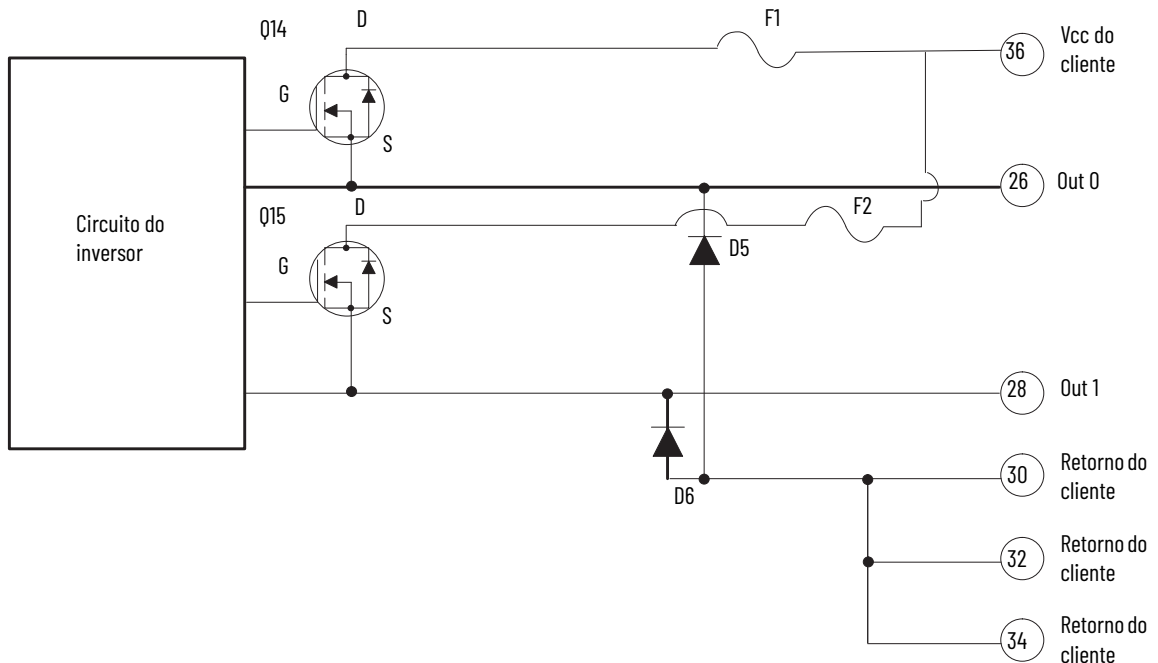 Q14
D
F1
36
Vcc do
cliente
G
S
26
Out 0
Circuito do
inversor
Q15
D
F2
G
D5
S
28
Out 1
30
Retorno do
cliente
D6
32
Retorno do
cliente
34
Retorno do
cliente